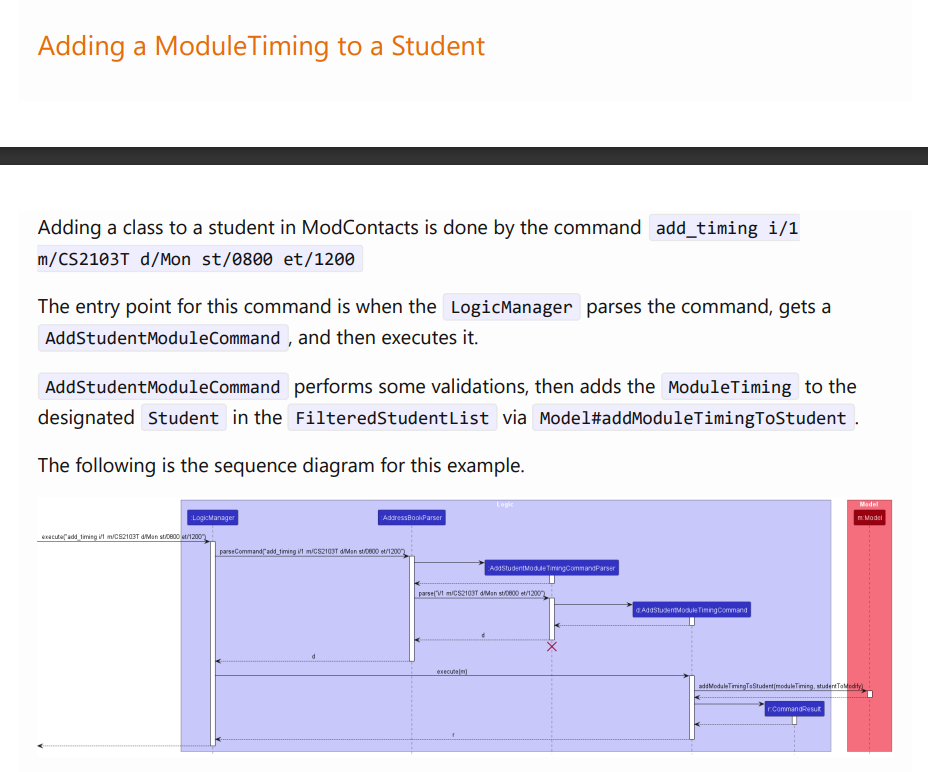 Adding a ModuleTiming to a Student
Adding a class to a student in ModContacts is done by the command add_timing i/1
m/CS2103T d/Mon st/0800 et/1200
The entry point for this command is when the LogicManager parses the command, gets a
AddStudentModuleCommand, and then executes it.
AddStudentModuleCommand performs some validations, then adds the ModuleTiming to the
designated Student in the FilteredStudentList via Model#addModuleTimingToStudent.
The following is the sequence diagram for this example.
Logic
Model
:LogicManager
:AddressBookParser
m:Model
execute("add_timing i/1 m/CS2103T d/Mon st/0800 et/1200")
parseCommand("add_timing i/1 m/CS2103T d/Mon st/0800 et/1200")
:AddStudentModuleTimingCommandParser
parse("i/1 m/CS2103T d/Mon st/0800 et/1200")
d:AddStudentModuleTimingCommand
d
d
execute(m)
addModuleTimingToStudent(moduleTiming, studentToModify)
r:CommandResult
r